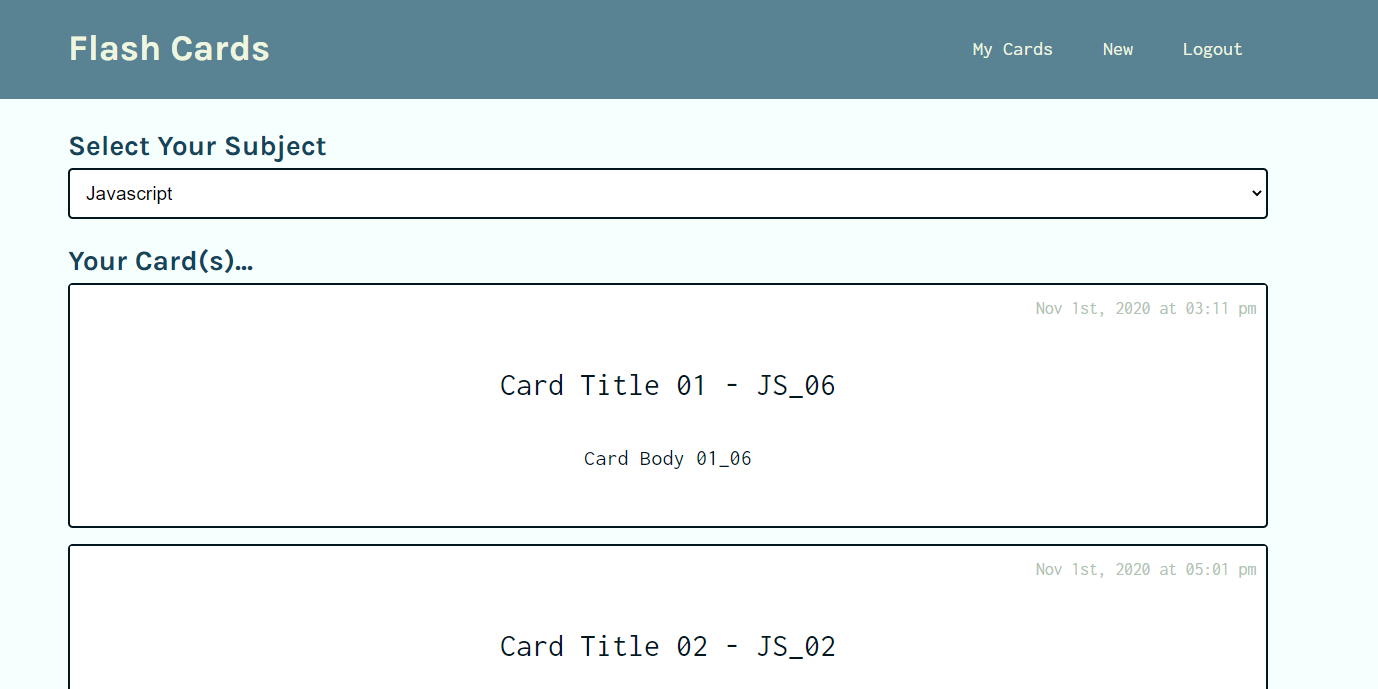 Flash Cards
My Cards New Logout
Select Your Subject
Javascript
Your Card(s)...
Nov 1st, 2020 at 03:11 pm
Card Title 01 - JS_06
Card Body 01_06
Nov 1st, 2020 at 05:01 pm
Card Title 02 - JS_02